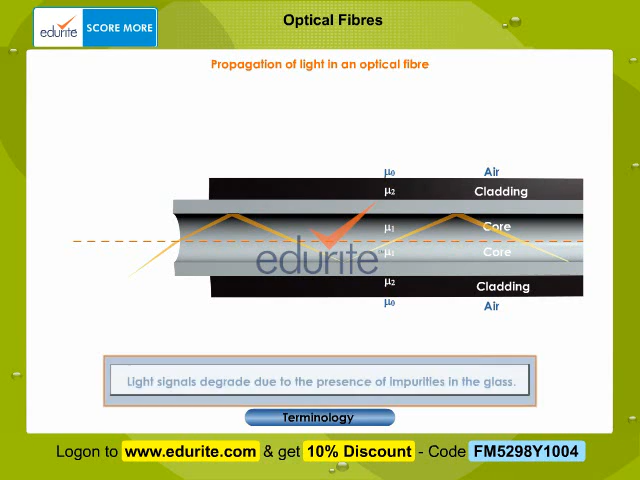 Optical Fibres
edurite SCORE MORE
Propagation of light in an optical fibre
μ0 Air
μ2 Cladding
μ1 Core
edurite
μ1 Core
μ2 Cladding
μ0 Air
Light signals degrade due to the presence of impurities in the glass.
Terminology
Logon to www.edurite.com & get 10% Discount - Code FM5298Y1004